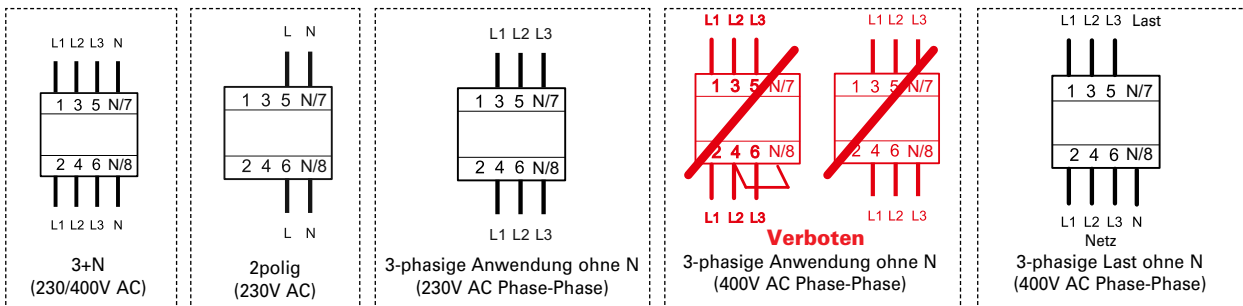 L1 L2 L3 N
1 3 5 N/7
2 4 6 N/8
L1 L2 L3 N
3+N
(230/400V AC)
L N
1 3 5 N/7
2 4 6 N/8
L N
2polig
(230V AC)
L1 L2 L3
1 3 5 N/7
2 4 6 N/8
L1 L2 L3
3-phasige Anwendung ohne N
(230V AC Phase-Phase)
L1 L2 L3
1 3 5 N/7
2 4 6 N/8
L1 L2 L3
L1 L2 L3
1 3 5 N/7
2 4 6 N/8
L1 L2 L3
Verboten
3-phasige Anwendung ohne N
(400V AC Phase-Phase)
L1 L2 L3 Last
1 3 5 N/7
2 4 6 N/8
L1 L2 L3 N
Netz
3-phasige Last ohne N
(400V AC Phase-Phase)